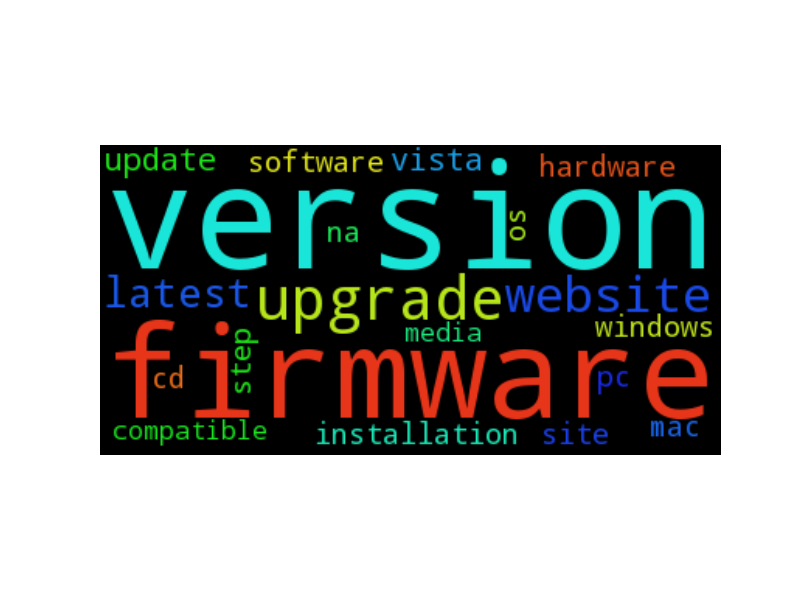 update software vista hardware
version
na
os
latest upgrade website
media windows
firmware
step
cd
pc
compatible installation site mac